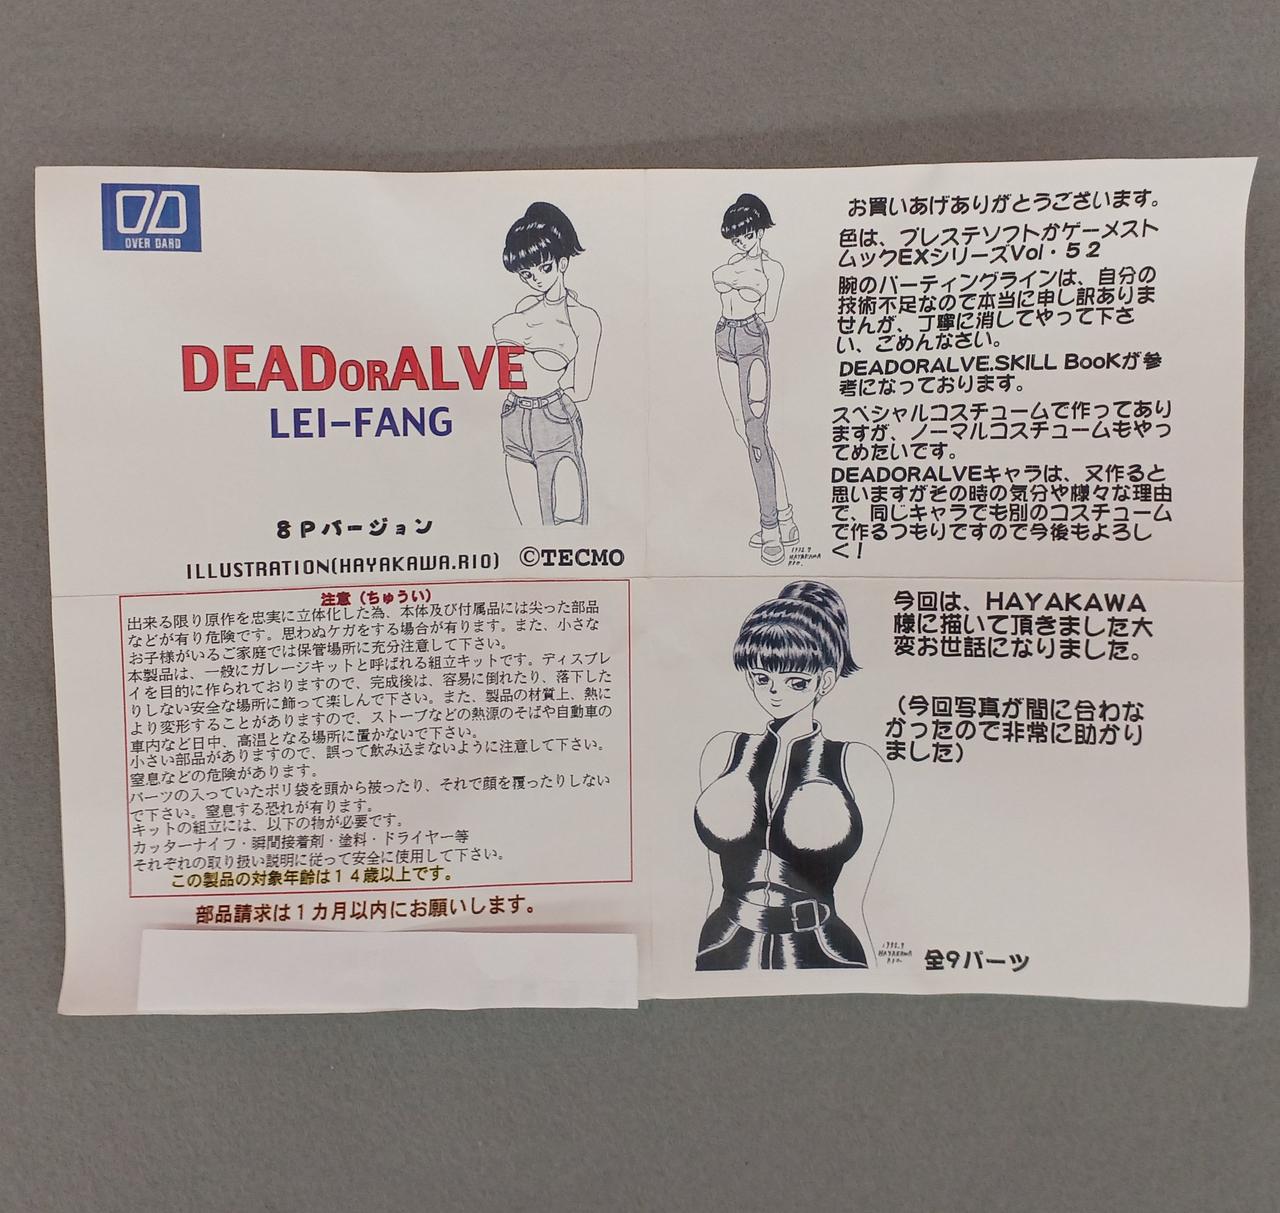 OVER DARD
DEADORALVE
LEI-FANG
8Pバージョン
ILLUSTRATION(HAYAKAWA.RIO) ©TECMO
お買いあげありがとうございます。
色は、プレステソフトかゲーメスト
ムックEXシリーズVol・52
腕のパーティングラインは、自分の
技術不足なので本当に申し訳ありま
せんが、丁寧に消してやって下さ
い、ごめんなさい。
DEADORALVE.SKILL BooKが参
考になっております。
スペシャルコスチュームで作ってあり
ますが、ノーマルコスチュームもやっ
てめたいです。
DEADORALVEキャラは、又作ると
思いますがその時の気分や様々な理由
で、同じキャラでも別のコスチューム
で作るつもりですので今後もよろし
く!
1998.9
HAYAKAWA
RIO.
注意(ちゅうい)
出来る限り原作を忠実に立体化した為、本体及び付属品には尖った部品
などが有り危険です。思わぬケガをする場合が有ります。また、小さな
お子様がいるご家庭では保管場所に充分注意して下さい。
本製品は、一般にガレージキットと呼ばれる組立キットです。ディスプレ
イを目的に作られておりますので、完成後は、容易に倒れたり、落下した
りしない安全な場所に飾って楽しんで下さい。また、製品の材質上、熱に
より変形することがありますので、ストーブなどの熱源のそばや自動車の
車内など日中、高温となる場所に置かないで下さい。
小さい部品がありますので、誤って飲み込まないように注意して下さい。
窒息などの危険があります。
パーツの入っていたポリ袋を頭から被ったり、それで顔を覆ったりしない
で下さい。窒息する恐れが有ります。
キットの組立には、以下の物が必要です。
カッターナイフ・瞬間接着剤・塗料・ドライヤー等
それぞれの取り扱い説明に従って安全に使用して下さい。
この製品の対象年齢は14歳以上です。
部品請求は1カ月以内にお願いします。
今回は、HAYAKAWA
様に描いて頂きました大
変お世話になりました。
(今回写真が間に合わな
かったので非常に助かり
ました)
1998.9
HAYAKAWA
RIO.
全9パーツ